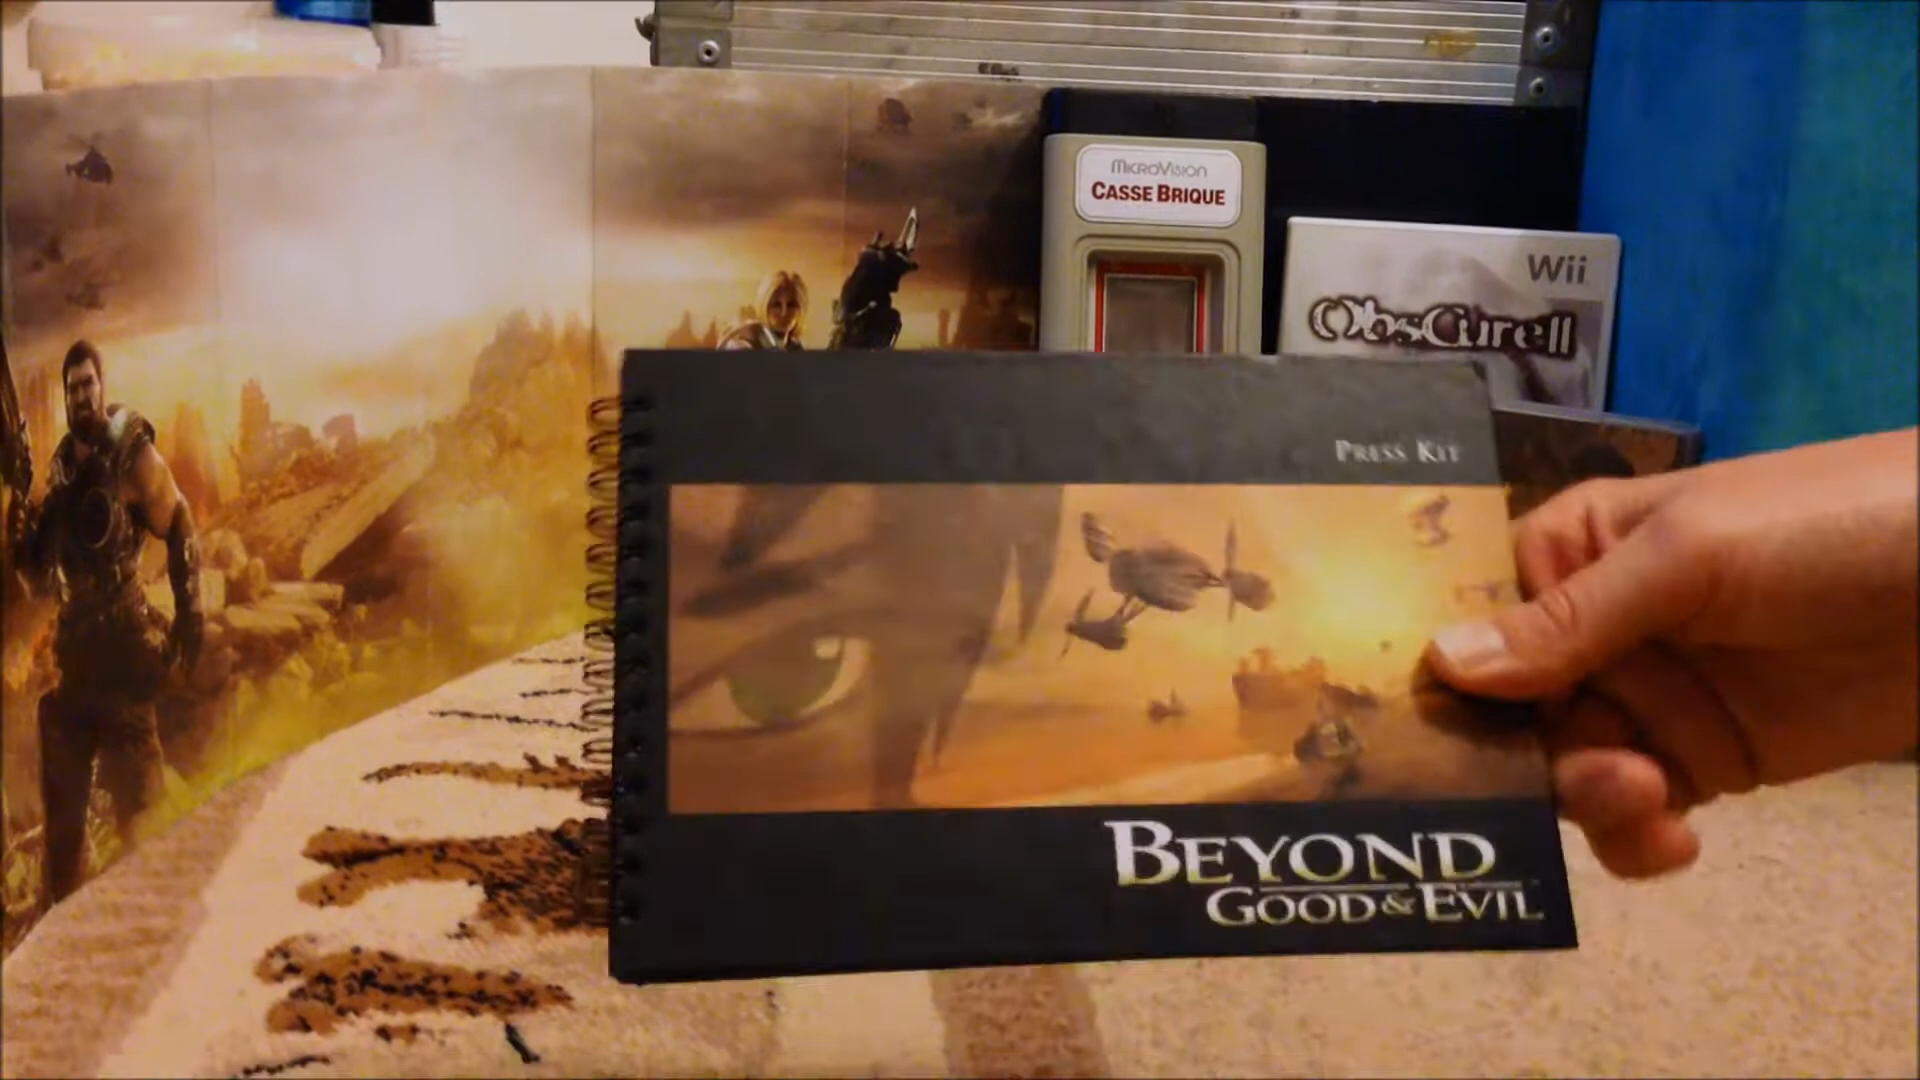 MICROVISION
CASSE BRIQUE
Wii
ObsCure II
PRESS KIT
BEYOND
GOOD & EVIL